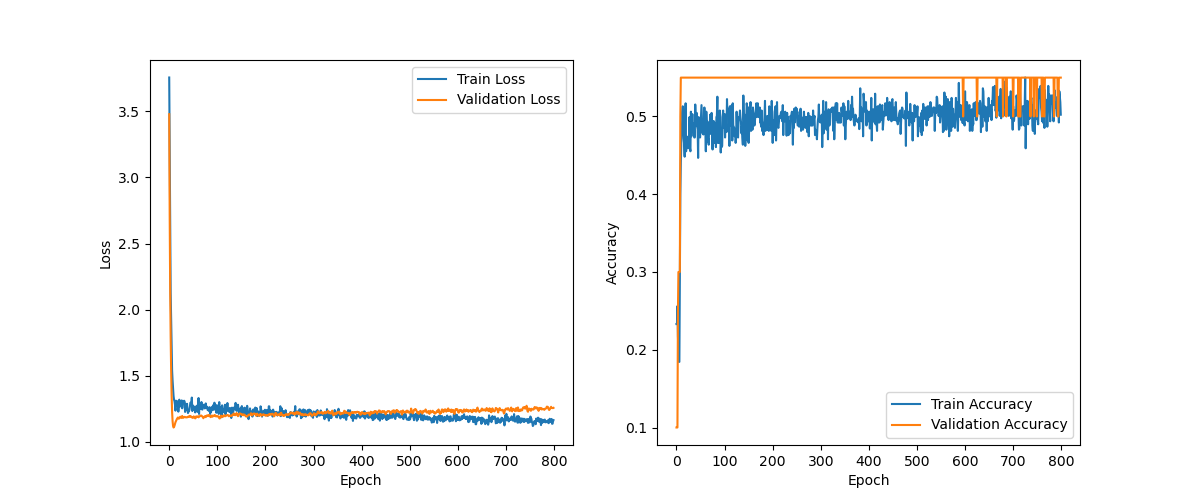 Train Loss
Validation Loss
3.5
3.0
2.5
2.0
1.5
1.0
Loss
0 100 200 300 400 500 600 700 800
Epoch
0.5
0.4
0.3
0.2
0.1
Accuracy
Train Accuracy
Validation Accuracy
0 100 200 300 400 500 600 700 800
Epoch